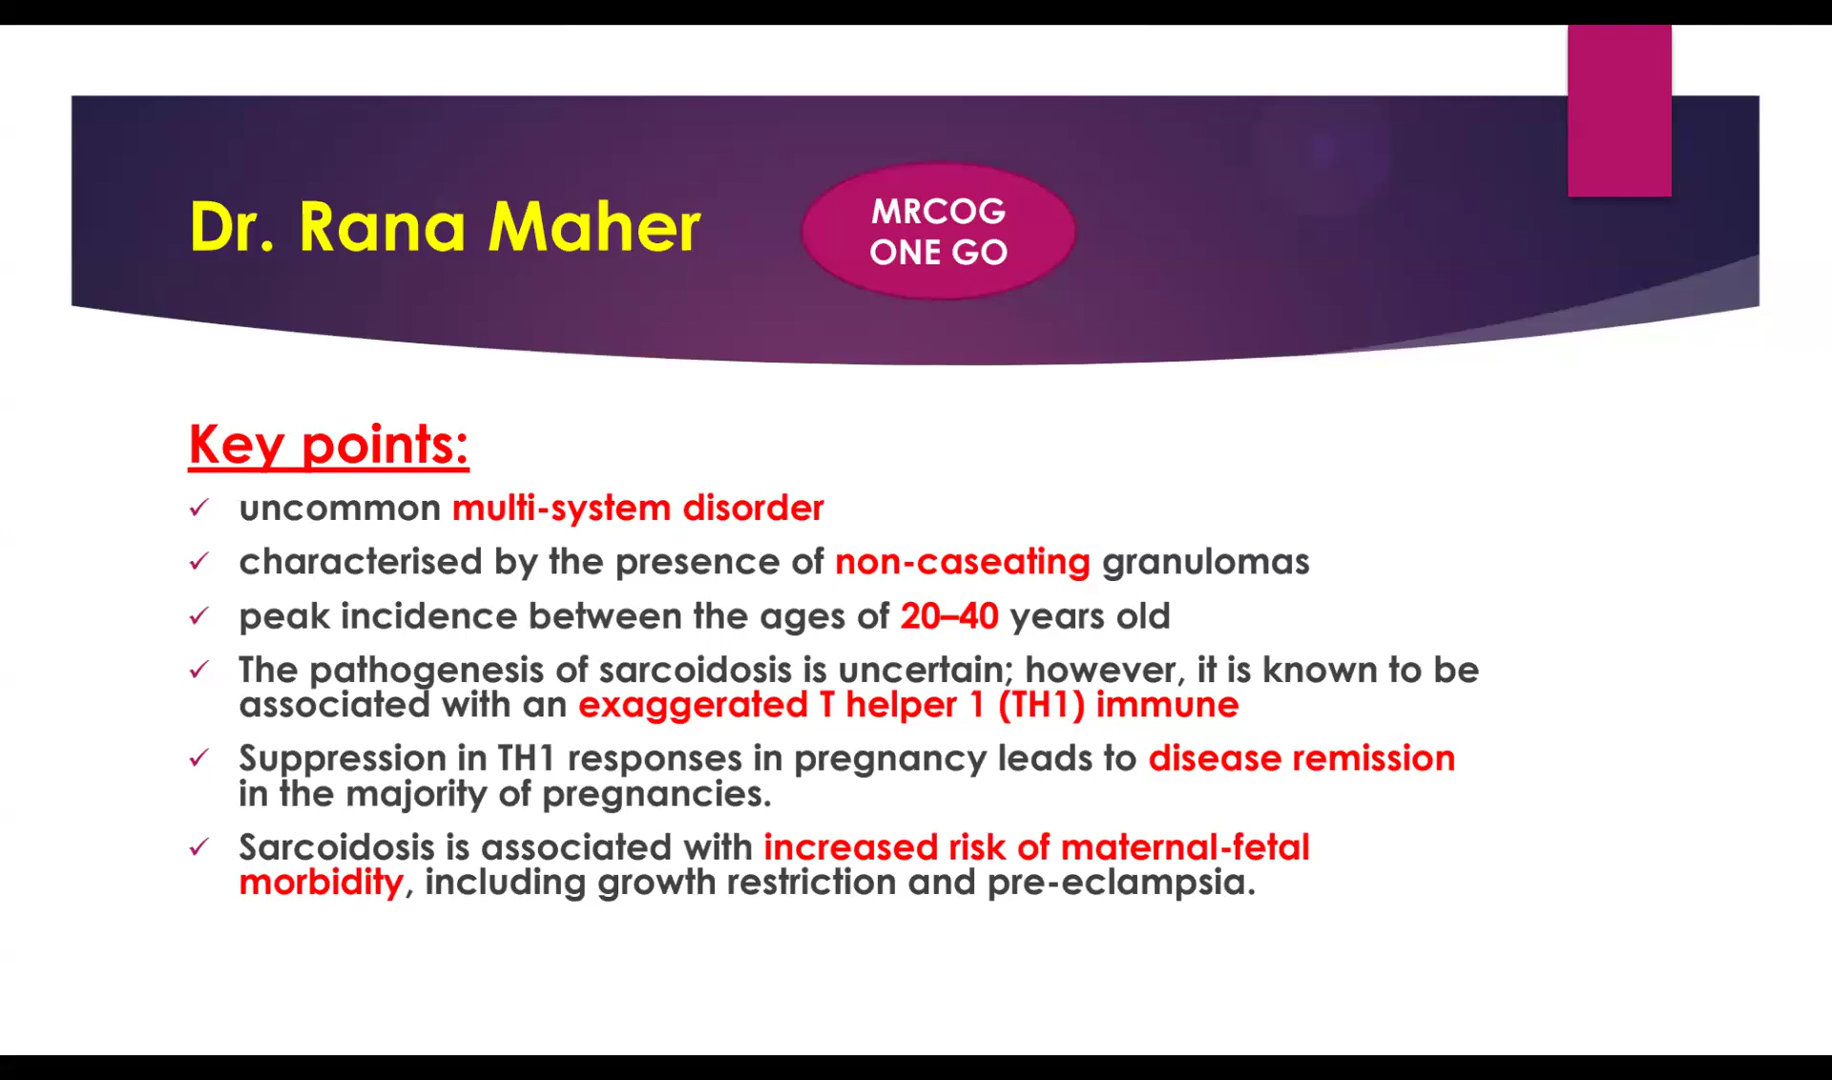 Dr. Rana Maher
MRCOG
ONE GO
Key points:
✓ uncommon multi-system disorder
✓ characterised by the presence of non-caseating granulomas
✓ peak incidence between the ages of 20–40 years old
✓ The pathogenesis of sarcoidosis is uncertain; however, it is known to be
associated with an exaggerated T helper 1 (TH1) immune
✓ Suppression in TH1 responses in pregnancy leads to disease remission
in the majority of pregnancies.
✓ Sarcoidosis is associated with increased risk of maternal-fetal
morbidity, including growth restriction and pre-eclampsia.